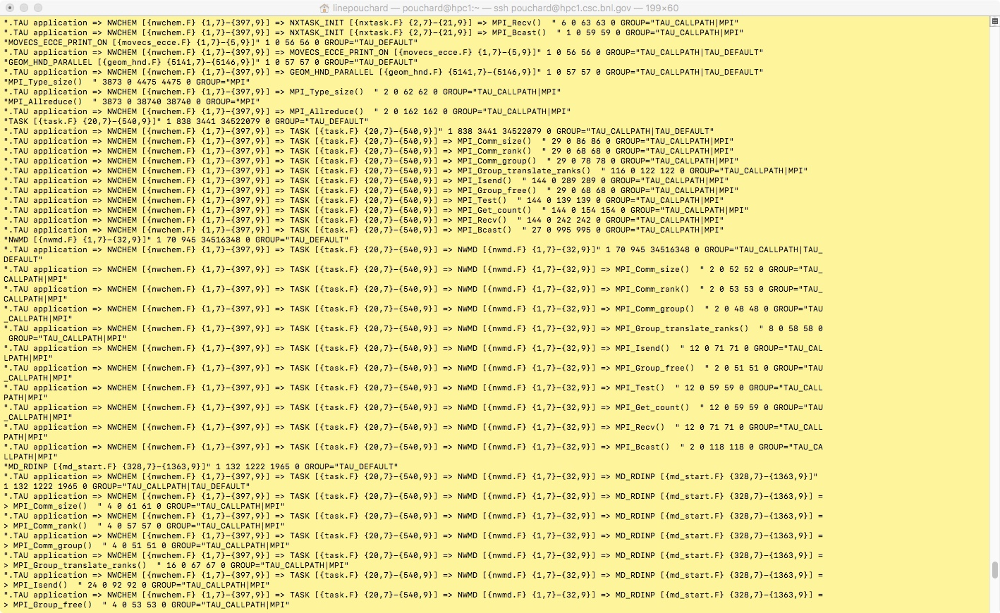 linepouchard — pouchard@hpc1:~ — ssh pouchard@hpc1.csc.bnl.gov — 199×60
".TAU application => NWCHEM [{nwchem.F} {1,7}-{397,9}] => NXTASK_INIT [{nxtask.F} {2,7}-{21,9}] => MPI_Recv()  " 6 0 63 63 0 GROUP="TAU_CALLPATH|MPI"
".TAU application => NWCHEM [{nwchem.F} {1,7}-{397,9}] => NXTASK_INIT [{nxtask.F} {2,7}-{21,9}] => MPI_Bcast()  " 1 0 59 59 0 GROUP="TAU_CALLPATH|MPI"
"MOVECS_ECCE_PRINT_ON [{movecs_ecce.F} {1,7}-{5,9}]" 1 0 56 56 0 GROUP="TAU_DEFAULT"
".TAU application => NWCHEM [{nwchem.F} {1,7}-{397,9}] => MOVECS_ECCE_PRINT_ON [{movecs_ecce.F} {1,7}-{5,9}]" 1 0 56 56 0 GROUP="TAU_CALLPATH|TAU_DEFAULT"
"GEOM_HND_PARALLEL [{geom_hnd.F} {5141,7}-{5146,9}]" 1 0 57 57 0 GROUP="TAU_DEFAULT"
".TAU application => NWCHEM [{nwchem.F} {1,7}-{397,9}] => GEOM_HND_PARALLEL [{geom_hnd.F} {5141,7}-{5146,9}]" 1 0 57 57 0 GROUP="TAU_CALLPATH|TAU_DEFAULT"
"MPI_Type_size()  " 3873 0 4475 4475 0 GROUP="MPI"
".TAU application => NWCHEM [{nwchem.F} {1,7}-{397,9}] => MPI_Type_size()  " 2 0 62 62 0 GROUP="TAU_CALLPATH|MPI"
"MPI_Allreduce()  " 3873 0 38740 38740 0 GROUP="MPI"
".TAU application => NWCHEM [{nwchem.F} {1,7}-{397,9}] => MPI_Allreduce()  " 2 0 162 162 0 GROUP="TAU_CALLPATH|MPI"
"TASK [{task.F} {20,7}-{540,9}]" 1 838 3441 34522079 0 GROUP="TAU_DEFAULT"
".TAU application => NWCHEM [{nwchem.F} {1,7}-{397,9}] => TASK [{task.F} {20,7}-{540,9}]" 1 838 3441 34522079 0 GROUP="TAU_CALLPATH|TAU_DEFAULT"
".TAU application => NWCHEM [{nwchem.F} {1,7}-{397,9}] => TASK [{task.F} {20,7}-{540,9}] => MPI_Comm_size()  " 29 0 86 86 0 GROUP="TAU_CALLPATH|MPI"
".TAU application => NWCHEM [{nwchem.F} {1,7}-{397,9}] => TASK [{task.F} {20,7}-{540,9}] => MPI_Comm_rank()  " 29 0 68 68 0 GROUP="TAU_CALLPATH|MPI"
".TAU application => NWCHEM [{nwchem.F} {1,7}-{397,9}] => TASK [{task.F} {20,7}-{540,9}] => MPI_Comm_group()  " 29 0 78 78 0 GROUP="TAU_CALLPATH|MPI"
".TAU application => NWCHEM [{nwchem.F} {1,7}-{397,9}] => TASK [{task.F} {20,7}-{540,9}] => MPI_Group_translate_ranks()  " 116 0 122 122 0 GROUP="TAU_CALLPATH|MPI"
".TAU application => NWCHEM [{nwchem.F} {1,7}-{397,9}] => TASK [{task.F} {20,7}-{540,9}] => MPI_Isend()  " 144 0 289 289 0 GROUP="TAU_CALLPATH|MPI"
".TAU application => NWCHEM [{nwchem.F} {1,7}-{397,9}] => TASK [{task.F} {20,7}-{540,9}] => MPI_Group_free()  " 29 0 68 68 0 GROUP="TAU_CALLPATH|MPI"
".TAU application => NWCHEM [{nwchem.F} {1,7}-{397,9}] => TASK [{task.F} {20,7}-{540,9}] => MPI_Test()  " 144 0 139 139 0 GROUP="TAU_CALLPATH|MPI"
".TAU application => NWCHEM [{nwchem.F} {1,7}-{397,9}] => TASK [{task.F} {20,7}-{540,9}] => MPI_Get_count()  " 144 0 154 154 0 GROUP="TAU_CALLPATH|MPI"
".TAU application => NWCHEM [{nwchem.F} {1,7}-{397,9}] => TASK [{task.F} {20,7}-{540,9}] => MPI_Recv()  " 144 0 242 242 0 GROUP="TAU_CALLPATH|MPI"
".TAU application => NWCHEM [{nwchem.F} {1,7}-{397,9}] => TASK [{task.F} {20,7}-{540,9}] => MPI_Bcast()  " 27 0 995 995 0 GROUP="TAU_CALLPATH|MPI"
"NWMD [{nwmd.F} {1,7}-{32,9}]" 1 70 945 34516348 0 GROUP="TAU_DEFAULT"
".TAU application => NWCHEM [{nwchem.F} {1,7}-{397,9}] => TASK [{task.F} {20,7}-{540,9}] => NWMD [{nwmd.F} {1,7}-{32,9}]" 1 70 945 34516348 0 GROUP="TAU_CALLPATH|TAU_
DEFAULT"
".TAU application => NWCHEM [{nwchem.F} {1,7}-{397,9}] => TASK [{task.F} {20,7}-{540,9}] => NWMD [{nwmd.F} {1,7}-{32,9}] => MPI_Comm_size()  " 2 0 52 52 0 GROUP="TAU_
CALLPATH|MPI"
".TAU application => NWCHEM [{nwchem.F} {1,7}-{397,9}] => TASK [{task.F} {20,7}-{540,9}] => NWMD [{nwmd.F} {1,7}-{32,9}] => MPI_Comm_rank()  " 2 0 53 53 0 GROUP="TAU_
CALLPATH|MPI"
".TAU application => NWCHEM [{nwchem.F} {1,7}-{397,9}] => TASK [{task.F} {20,7}-{540,9}] => NWMD [{nwmd.F} {1,7}-{32,9}] => MPI_Comm_group()  " 2 0 48 48 0 GROUP="TAU
_CALLPATH|MPI"
".TAU application => NWCHEM [{nwchem.F} {1,7}-{397,9}] => TASK [{task.F} {20,7}-{540,9}] => NWMD [{nwmd.F} {1,7}-{32,9}] => MPI_Group_translate_ranks()  " 8 0 58 58 0
 GROUP="TAU_CALLPATH|MPI"
".TAU application => NWCHEM [{nwchem.F} {1,7}-{397,9}] => TASK [{task.F} {20,7}-{540,9}] => NWMD [{nwmd.F} {1,7}-{32,9}] => MPI_Isend()  " 12 0 71 71 0 GROUP="TAU_CAL
LPATH|MPI"
".TAU application => NWCHEM [{nwchem.F} {1,7}-{397,9}] => TASK [{task.F} {20,7}-{540,9}] => NWMD [{nwmd.F} {1,7}-{32,9}] => MPI_Group_free()  " 2 0 51 51 0 GROUP="TAU
_CALLPATH|MPI"
".TAU application => NWCHEM [{nwchem.F} {1,7}-{397,9}] => TASK [{task.F} {20,7}-{540,9}] => NWMD [{nwmd.F} {1,7}-{32,9}] => MPI_Test()  " 12 0 59 59 0 GROUP="TAU_CALL
PATH|MPI"
".TAU application => NWCHEM [{nwchem.F} {1,7}-{397,9}] => TASK [{task.F} {20,7}-{540,9}] => NWMD [{nwmd.F} {1,7}-{32,9}] => MPI_Get_count()  " 12 0 59 59 0 GROUP="TAU
_CALLPATH|MPI"
".TAU application => NWCHEM [{nwchem.F} {1,7}-{397,9}] => TASK [{task.F} {20,7}-{540,9}] => NWMD [{nwmd.F} {1,7}-{32,9}] => MPI_Recv()  " 12 0 71 71 0 GROUP="TAU_CALL
PATH|MPI"
".TAU application => NWCHEM [{nwchem.F} {1,7}-{397,9}] => TASK [{task.F} {20,7}-{540,9}] => NWMD [{nwmd.F} {1,7}-{32,9}] => MPI_Bcast()  " 2 0 118 118 0 GROUP="TAU_CA
LLPATH|MPI"
"MD_RDINP [{md_start.F} {328,7}-{1363,9}]" 1 132 1222 1965 0 GROUP="TAU_DEFAULT"
".TAU application => NWCHEM [{nwchem.F} {1,7}-{397,9}] => TASK [{task.F} {20,7}-{540,9}] => NWMD [{nwmd.F} {1,7}-{32,9}] => MD_RDINP [{md_start.F} {328,7}-{1363,9}]"
1 132 1222 1965 0 GROUP="TAU_CALLPATH|TAU_DEFAULT"
".TAU application => NWCHEM [{nwchem.F} {1,7}-{397,9}] => TASK [{task.F} {20,7}-{540,9}] => NWMD [{nwmd.F} {1,7}-{32,9}] => MD_RDINP [{md_start.F} {328,7}-{1363,9}] =
> MPI_Comm_size()  " 4 0 61 61 0 GROUP="TAU_CALLPATH|MPI"
".TAU application => NWCHEM [{nwchem.F} {1,7}-{397,9}] => TASK [{task.F} {20,7}-{540,9}] => NWMD [{nwmd.F} {1,7}-{32,9}] => MD_RDINP [{md_start.F} {328,7}-{1363,9}] =
> MPI_Comm_rank()  " 4 0 57 57 0 GROUP="TAU_CALLPATH|MPI"
".TAU application => NWCHEM [{nwchem.F} {1,7}-{397,9}] => TASK [{task.F} {20,7}-{540,9}] => NWMD [{nwmd.F} {1,7}-{32,9}] => MD_RDINP [{md_start.F} {328,7}-{1363,9}] =
> MPI_Comm_group()  " 4 0 51 51 0 GROUP="TAU_CALLPATH|MPI"
".TAU application => NWCHEM [{nwchem.F} {1,7}-{397,9}] => TASK [{task.F} {20,7}-{540,9}] => NWMD [{nwmd.F} {1,7}-{32,9}] => MD_RDINP [{md_start.F} {328,7}-{1363,9}] =
> MPI_Group_translate_ranks()  " 16 0 67 67 0 GROUP="TAU_CALLPATH|MPI"
".TAU application => NWCHEM [{nwchem.F} {1,7}-{397,9}] => TASK [{task.F} {20,7}-{540,9}] => NWMD [{nwmd.F} {1,7}-{32,9}] => MD_RDINP [{md_start.F} {328,7}-{1363,9}] =
> MPI_Isend()  " 24 0 92 92 0 GROUP="TAU_CALLPATH|MPI"
".TAU application => NWCHEM [{nwchem.F} {1,7}-{397,9}] => TASK [{task.F} {20,7}-{540,9}] => NWMD [{nwmd.F} {1,7}-{32,9}] => MD_RDINP [{md_start.F} {328,7}-{1363,9}] =
> MPI_Group_free()  " 4 0 53 53 0 GROUP="TAU_CALLPATH|MPI"